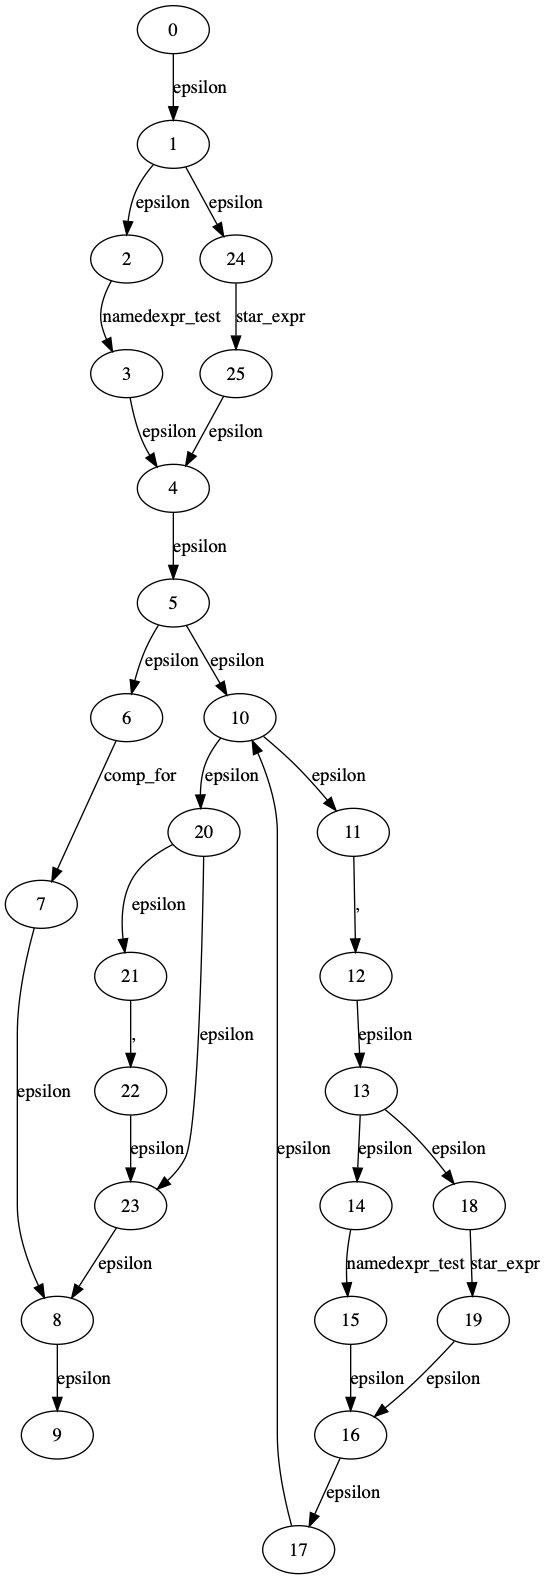 0
epsilon
1
epsilon epsilon
2 24
namedexpr_test star_expr
3 25
epsilon epsilon
4
epsilon
5
epsilon epsilon
6 10
comp_for epsilon epsilon
20 11
7 epsilon ,
21 12
, epsilon epsilon
epsilon 22 13
epsilon epsilon epsilon epsilon
23 14 18
epsilon namedexpr_test star_expr
8 15 19
epsilon epsilon epsilon
9 16
epsilon
17